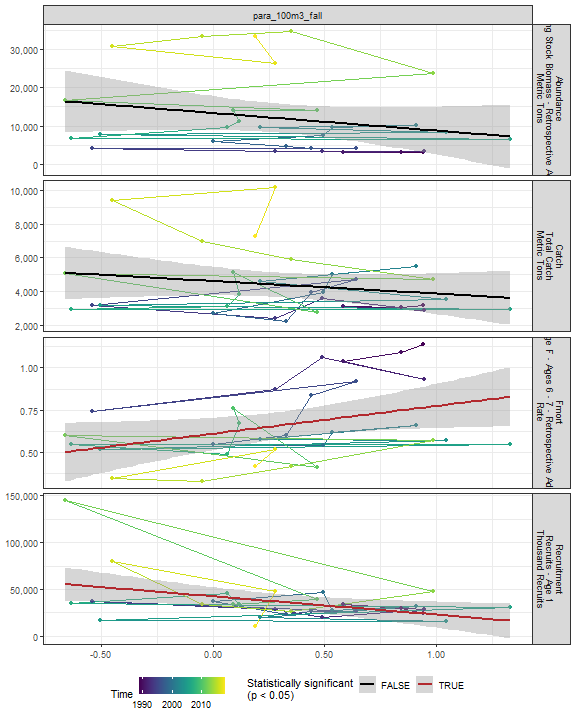 para_100m3_fall
30,000
20,000
10,000
0
Abundance
Stock Biomass - Retrospective
Metric Tons
10,000
8,000
6,000
4,000
2,000
Catch
Total Catch
Metric Tons
1.00
0.75
0.50
Fmort
F - Ages 6 - 7 - Retrospective
Rate
150,000
100,000
50,000
0
Recruitment
Recruits - Age 1
Thousand Recruits
-0.50
0.00
0.50
1.00
Time
1990 2000 2010
Statistically significant
(p < 0.05)
FALSE
TRUE